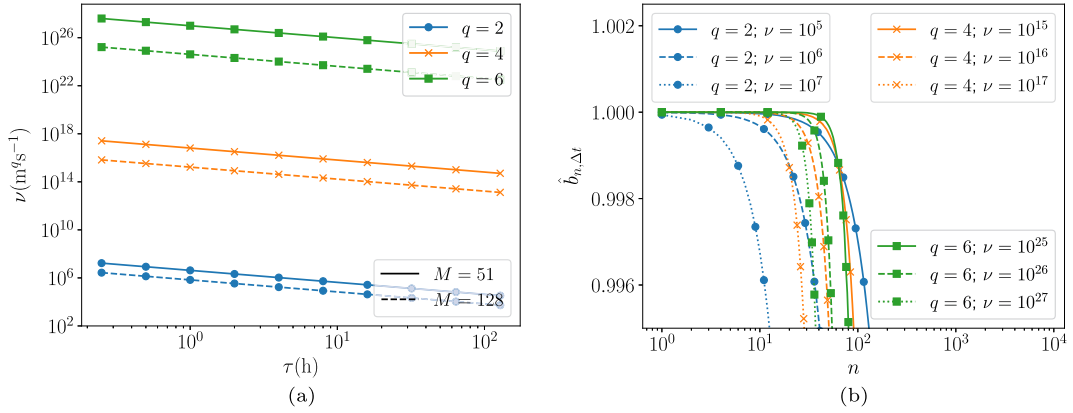 10^{26}
10^{22}
10^{18}
10^{14}
10^{10}
10^{6}
10^{2}
ν(m^q s^{−1})
q = 2
q = 4
q = 6
M = 51
M = 128
10^0
10^1
10^2
τ(h)
(a)
1.002
1.000
0.998
0.996
b̂_{n,Δt}
q = 2; ν = 10^5
q = 2; ν = 10^6
q = 2; ν = 10^7
q = 4; ν = 10^{15}
q = 4; ν = 10^{16}
q = 4; ν = 10^{17}
q = 6; ν = 10^{25}
q = 6; ν = 10^{26}
q = 6; ν = 10^{27}
10^0
10^1
10^2
10^3
10^4
n
(b)